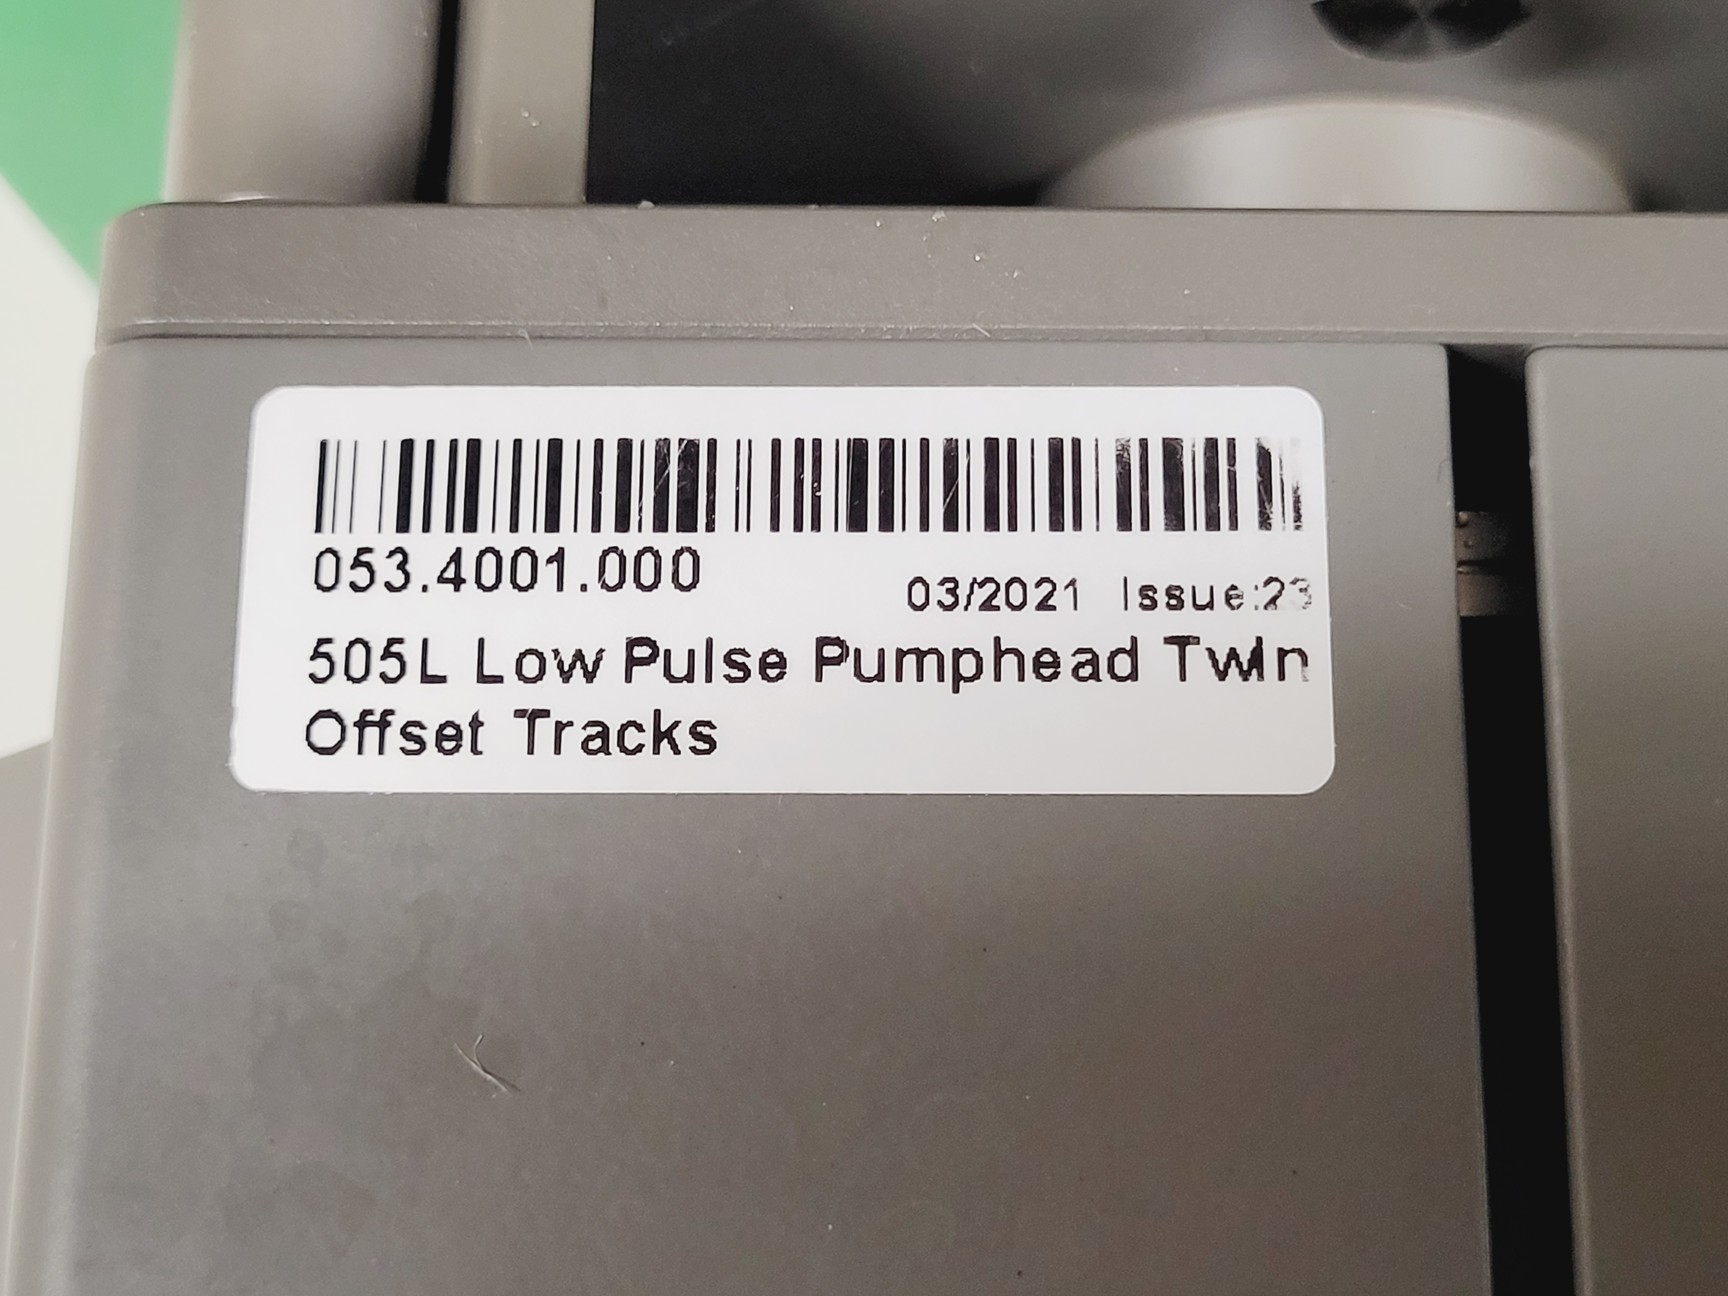 053.4001.000
03/2021 Issue:23
505L Low Pulse Pumphead Twin
Offset Tracks